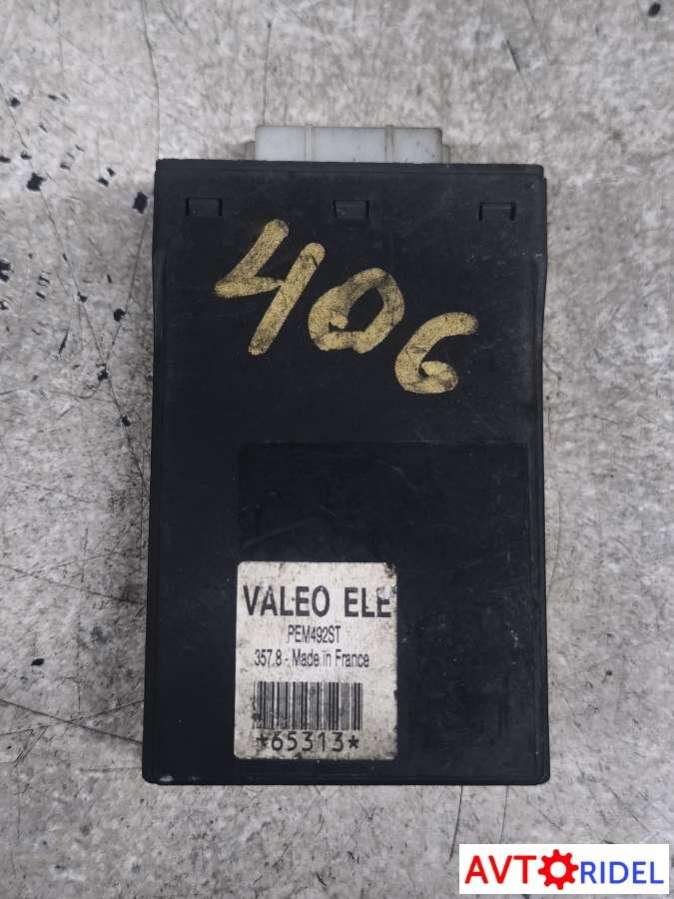 406
VALEO ELE
PEM492ST
357.8 - Made in France
*65313*
AVTORIDEL